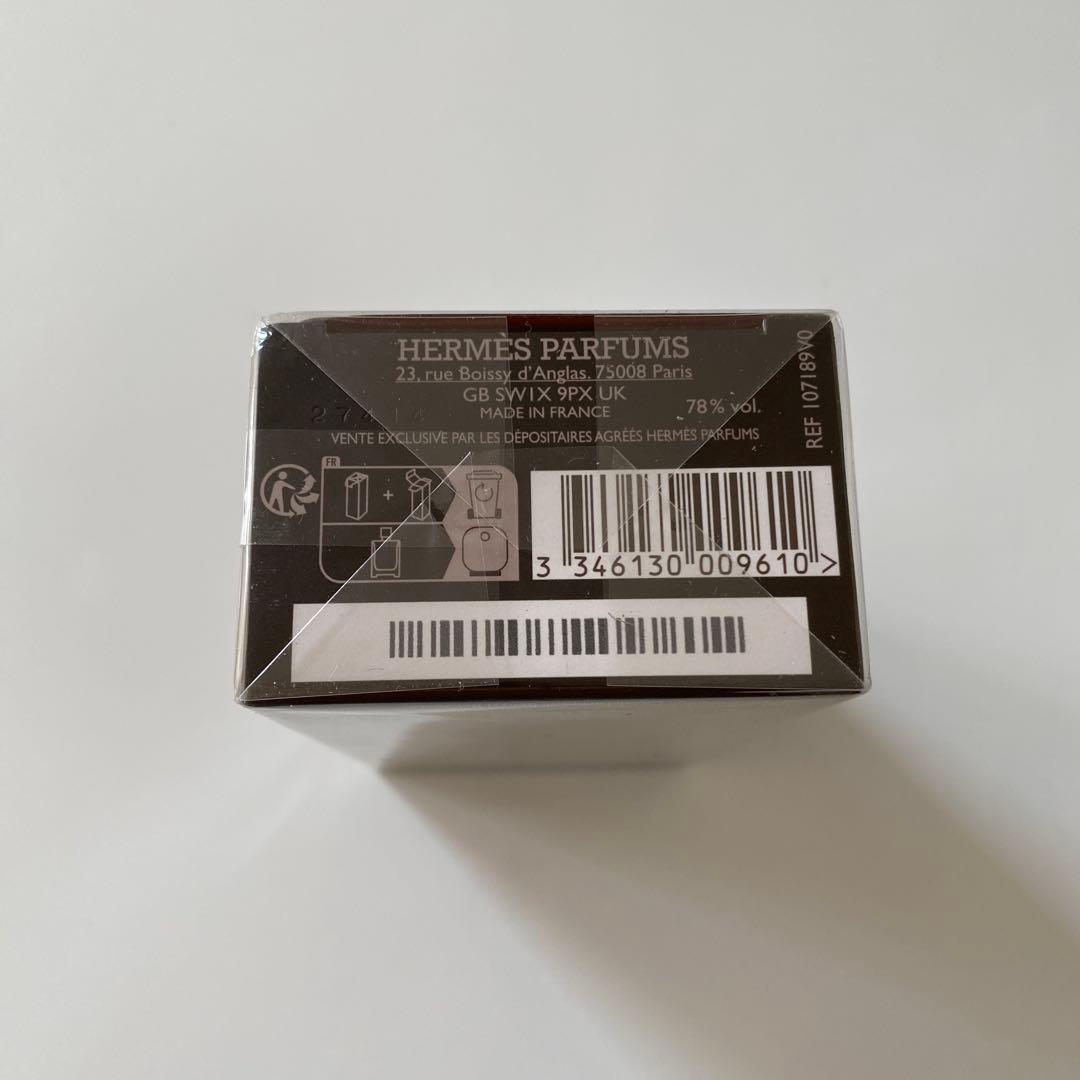 HERMÈS PARFUMS
23, rue Boissy d'Anglas. 75008 Paris
GB SW1X 9PX UK
MADE IN FRANCE
78% vol.
VENTE EXCLUSIVE PAR LES DÉPOSITAIRES AGRÉÉS HERMÈS PARFUMS
REF 107189V0
FR
+
3 346130 009610 >